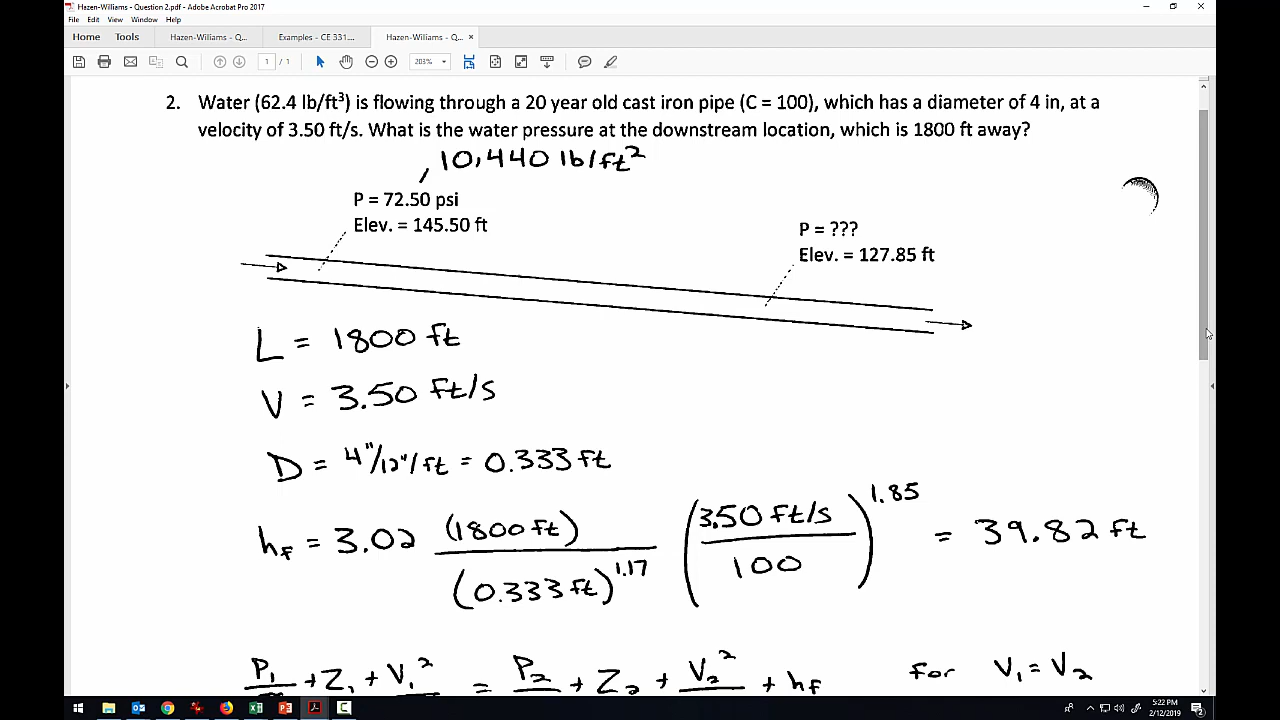 Hazen-Williams - Question 2.pdf - Adobe Acrobat Pro 2017
File Edit View Window Help
Home Tools Hazen-Wiliams - Q... Examples - CE 331.... Hazen-Williams - Q... ×
1 / 1 203%
2. Water (62.4 lb/ft³) is flowing through a 20 year old cast iron pipe (C = 100), which has a diameter of 4 in, at a
velocity of 3.50 ft/s. What is the water pressure at the downstream location, which is 1800 ft away?
10,440 lb/ft²
P = 72.50 psi
Elev. = 145.50 ft
P = ???
Elev. = 127.85 ft
L = 1800 ft
V = 3.50 ft/s
D = 4"/12"/ft = 0.333 ft
hf = 3.02 (1800 ft) / (0.333 ft)^1.17 (3.50 ft/s / 100)^1.85 = 39.82 ft
P₁ + Z₁ + V₁² = P₂ + Z₂ + V₂² + hf for V₁ = V₂
5:22 PM
2/12/2019